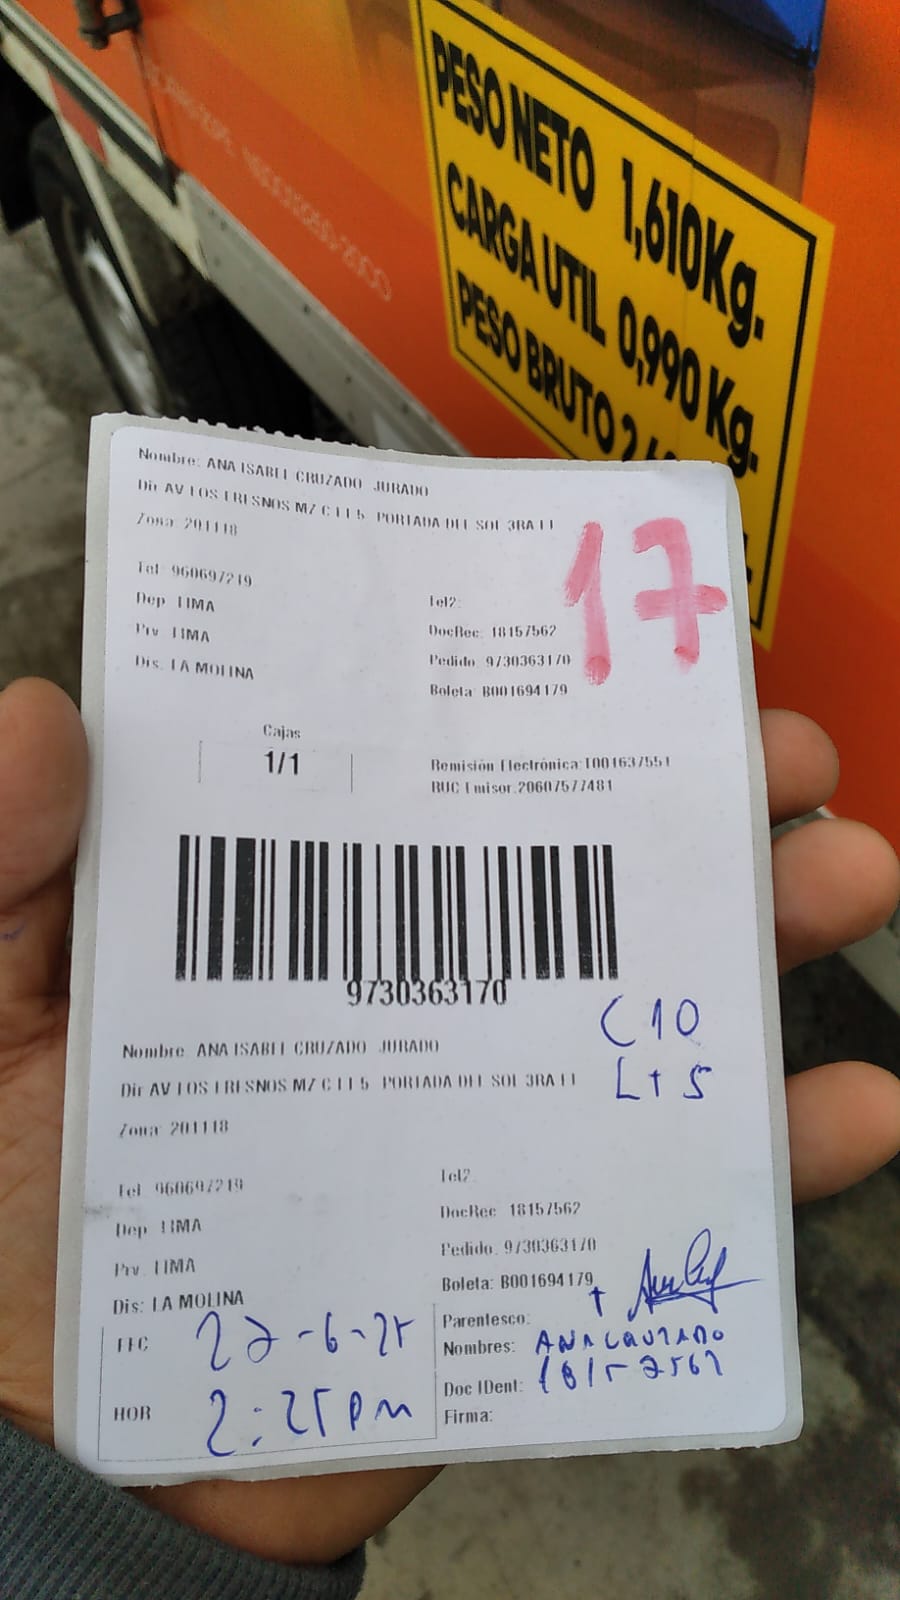 PESO NETO 1,610Kg.
CARGA UTIL 0,990 Kg.
PESO BRUTO 2
Nombre: ANA ISABEL CRUZADO JURADO
Dir AV LOS FRESNOS MZ C LT 5 PORTADA DEL SOL 3RA ET
Zona: 201118
17
Tel: 960697219
Dep LIMA
Tel2:
Prv LIMA
DocRec: 18157562
Dis: LA MOLINA
Pedido: 9730363170
Boleta: B001694179
Cajas
1/1
Remisión Electrónica:T001637551
RUC Emisor:20607577481
9730363170
C 10
Lt 5
Nombre ANA ISABEL CRUZADO JURADO
Dir AV LOS FRESNOS MZ C LT 5 PORTADA DEL SOL 3RA ET
Zona: 201118
Tel 960697219
Tel2
Dep LIMA
DocRec 18157562
Prv LIMA
Pedido: 9730363170
Dis: LA MOLINA
Boleta: B001694179
FEC
Parentesco: T
Nombres: ANA CRUZADO
HOR 2:25 pm
Doc IDent: 18157562
Firma: